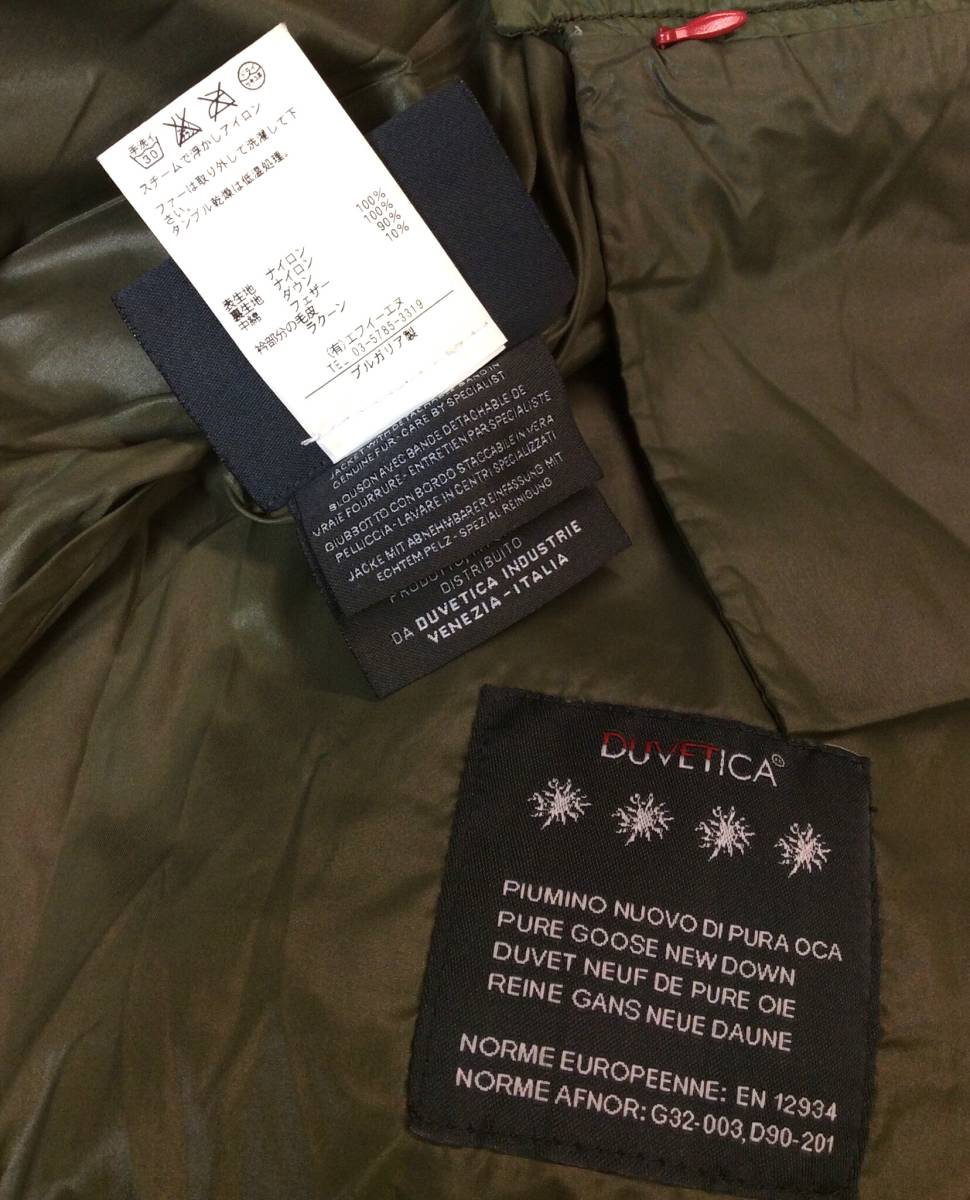 手洗イ
30
スチームで浮かしアイロン
ファーは取り外して洗濯して下
さい。
タンブル乾燥は低温処理。
表生地 ナイロン 100%
裏生地 ナイロン 100%
中綿 ダウン 90%
フェザー 10%
衿部分の毛皮 ラクーン
(有)エフイーエヌ
TEL 03-5785-3319
ブルガリア製
GENUINE FUR - CARE BY SPECIALIST
BLOUSON AVEC BANDE DETACHABLE DE
VRAIE FOURRURE - ENTRETIEN PAR SPECIALISTE
GIUBBOTTO CON BORDO STACCABILE IN VERA
PELLICCIA - LAVARE IN CENTRI SPECIALIZZATI
JACKE MIT ABNEHMBARER EINFASSUNG MIT
ECHTEM PELZ - SPEZIAL REINIGUNG
DISTRIBUITO
DA DUVETICA INDUSTRIE
VENEZIA - ITALIA
DUVETICA®
PIUMINO NUOVO DI PURA OCA
PURE GOOSE NEW DOWN
DUVET NEUF DE PURE OIE
REINE GANS NEUE DAUNE
NORME EUROPEENNE: EN 12934
NORME AFNOR: G32-003, D90-201